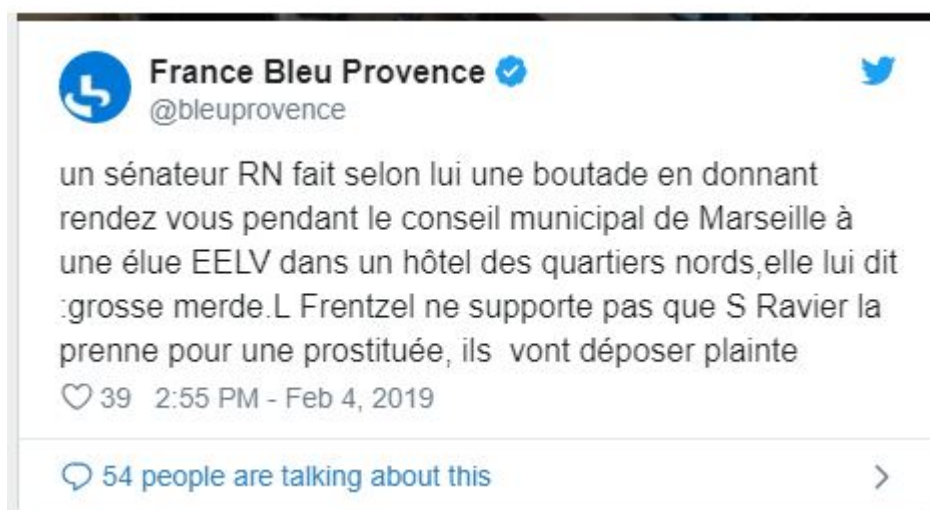 France Bleu Provence
@bleuprovence
un sénateur RN fait selon lui une boutade en donnant
rendez vous pendant le conseil municipal de Marseille à
une élue EELV dans un hôtel des quartiers nords,elle lui dit
:grosse merde.L Frentzel ne supporte pas que S Ravier la
prenne pour une prostituée, ils  vont déposer plainte
39 2:55 PM - Feb 4, 2019
54 people are talking about this